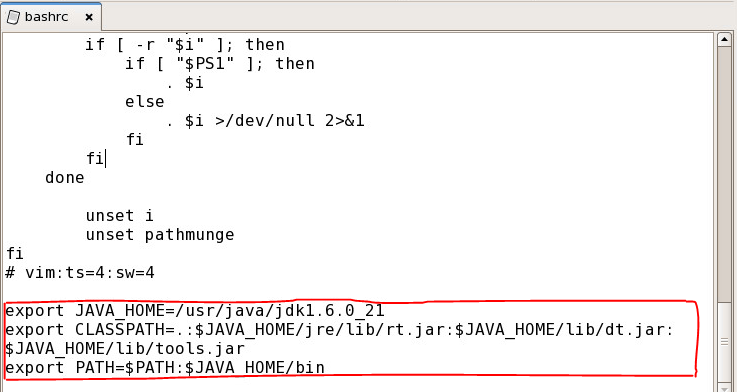 bashrc
if [ -r "$i" ]; then
if [ "$PS1" ]; then
. $i
else
. $i >/dev/null 2>&1
fi
fi
done
unset i
unset pathmunge
fi
# vim:ts=4:sw=4
export JAVA_HOME=/usr/java/jdk1.6.0_21
export CLASSPATH=.:$JAVA_HOME/jre/lib/rt.jar:$JAVA_HOME/lib/dt.jar:
$JAVA_HOME/lib/tools.jar
export PATH=$PATH:$JAVA_HOME/bin